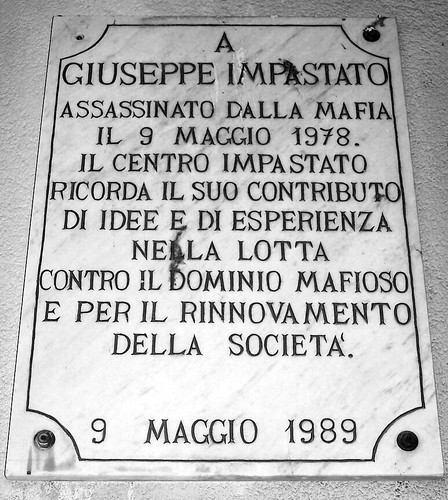 A
GIUSEPPE IMPASTATO
ASSASSINATO DALLA MAFIA
IL 9 MAGGIO 1978.
IL CENTRO IMPASTATO
RICORDA IL SUO CONTRIBUTO
DI IDEE E DI ESPERIENZA
NELLA LOTTA
CONTRO IL DOMINIO MAFIOSO
E PER IL RINNOVAMENTO
DELLA SOCIETÀ.
9 MAGGIO 1989